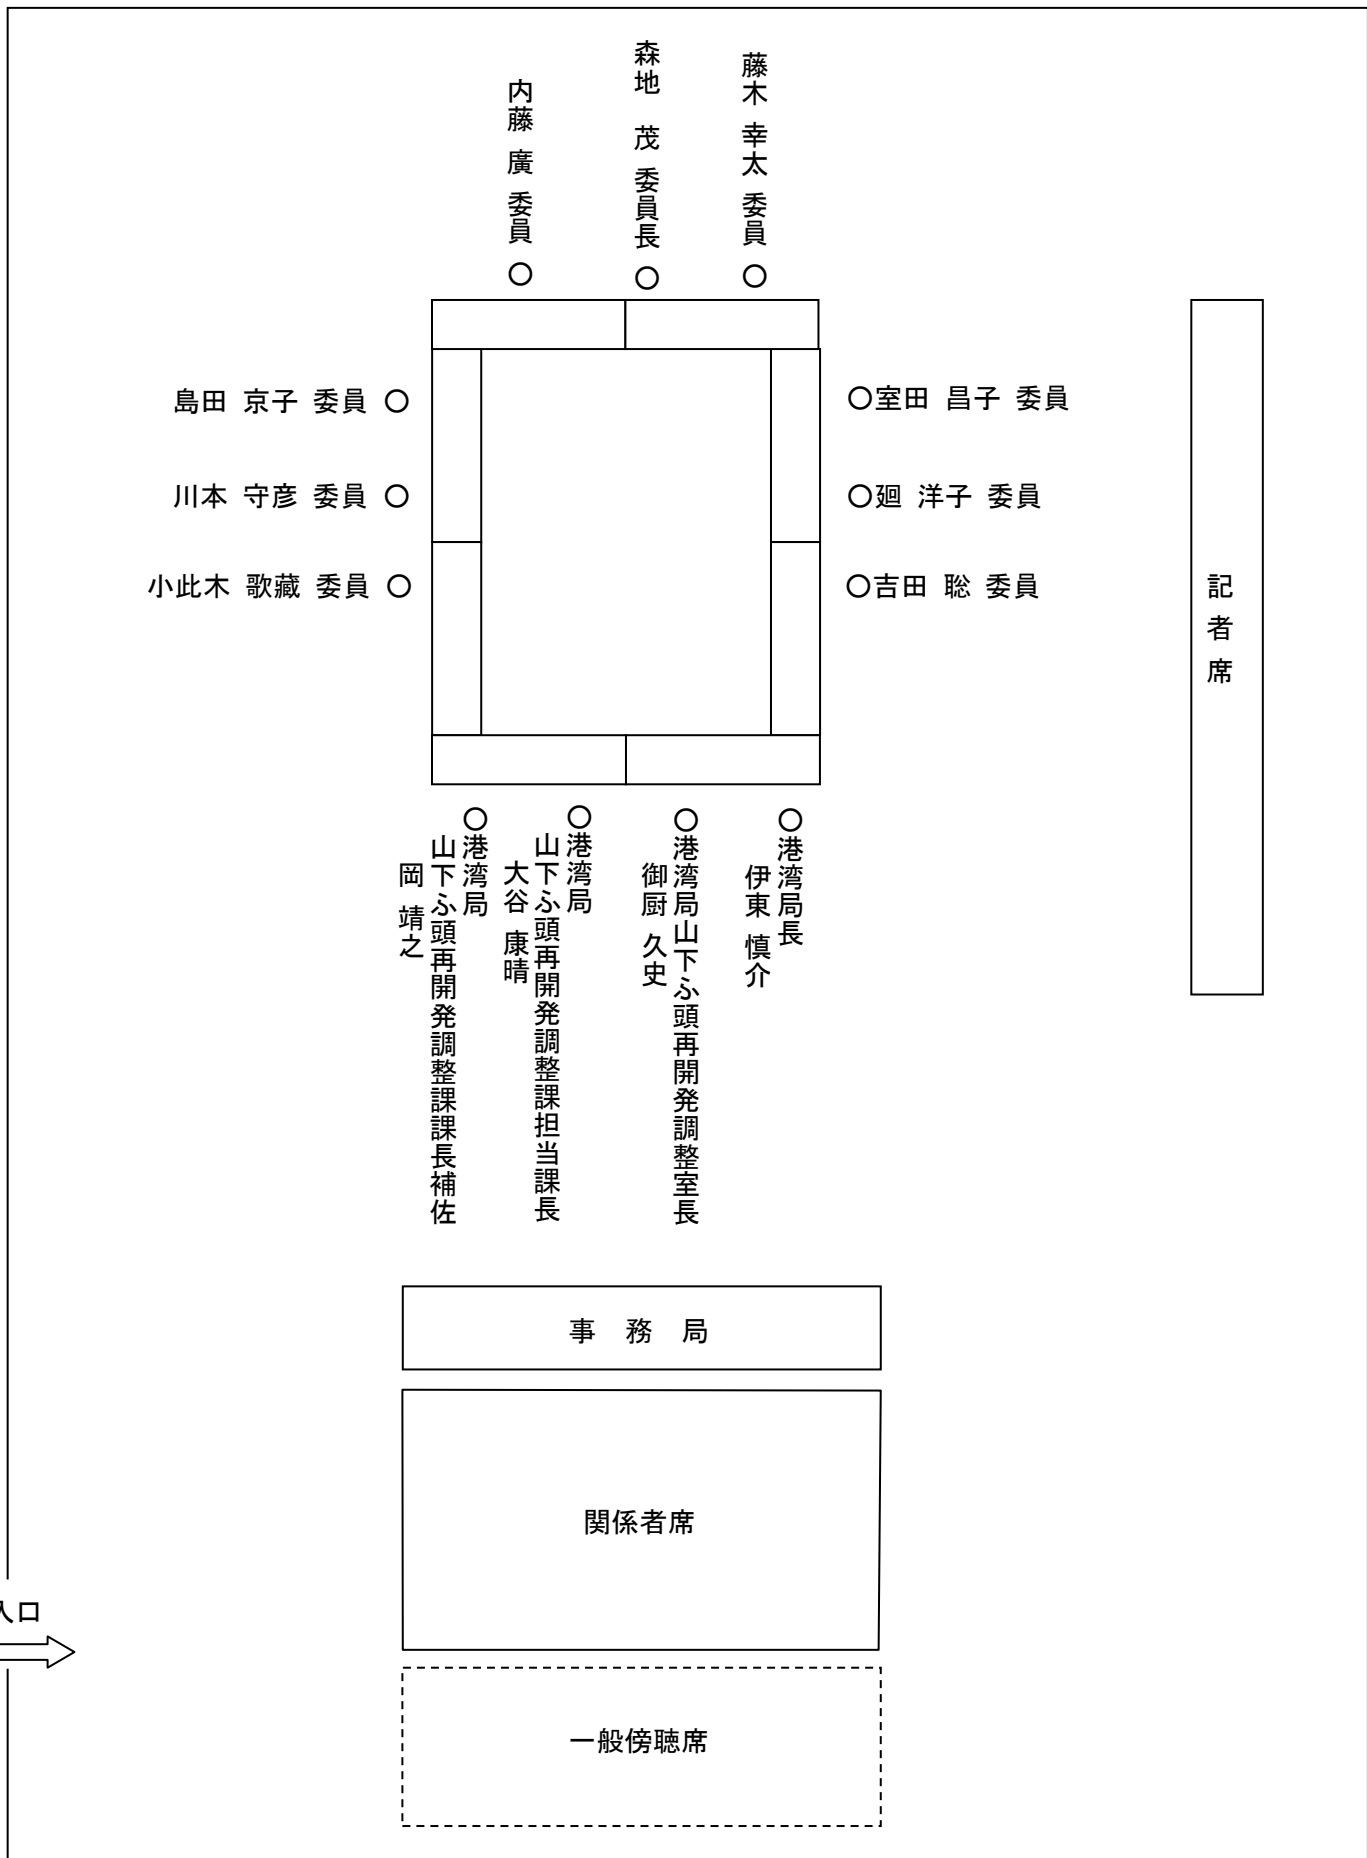 内藤 廣 委員 ○
森地 茂 委員長 ○
藤木 幸太 委員 ○
島田 京子 委員 ○
川本 守彦 委員 ○
小此木 歌藏 委員 ○
○室田 昌子 委員
○廻 洋子 委員
○吉田 聡 委員
記者席
○港湾局長
伊東 慎介
○港湾局山下ふ頭再開発調整室長
御厨 久史
○港湾局
山下ふ頭再開発調整課担当課長
大谷 康晴
○港湾局
山下ふ頭再開発調整課課長補佐
岡 靖之
事 務 局
関係者席
入口
一般傍聴席